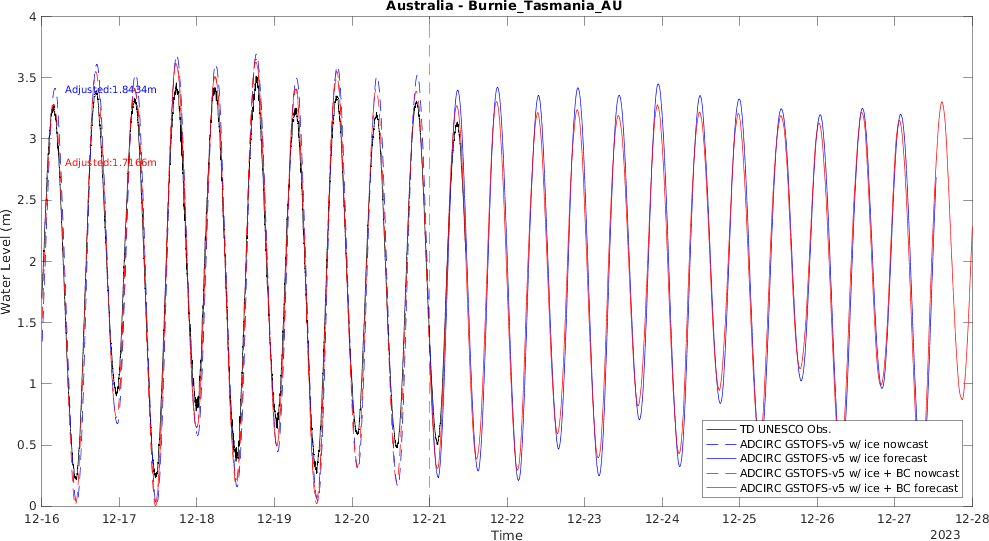 Australia - Burnie_Tasmania_AU
4
3.5
3
2.5
2
1.5
1
0.5
0
Water Level (m)
Adjusted:1.8434m
Adjusted:1.7166m
TD UNESCO Obs.
ADCIRC GSTOFS-v5 w/ ice nowcast
ADCIRC GSTOFS-v5 w/ ice forecast
ADCIRC GSTOFS-v5 w/ ice + BC nowcast
ADCIRC GSTOFS-v5 w/ ice + BC forecast
12-16 12-17 12-18 12-19 12-20 12-21 12-22 12-23 12-24 12-25 12-26 12-27 12-28
Time
2023